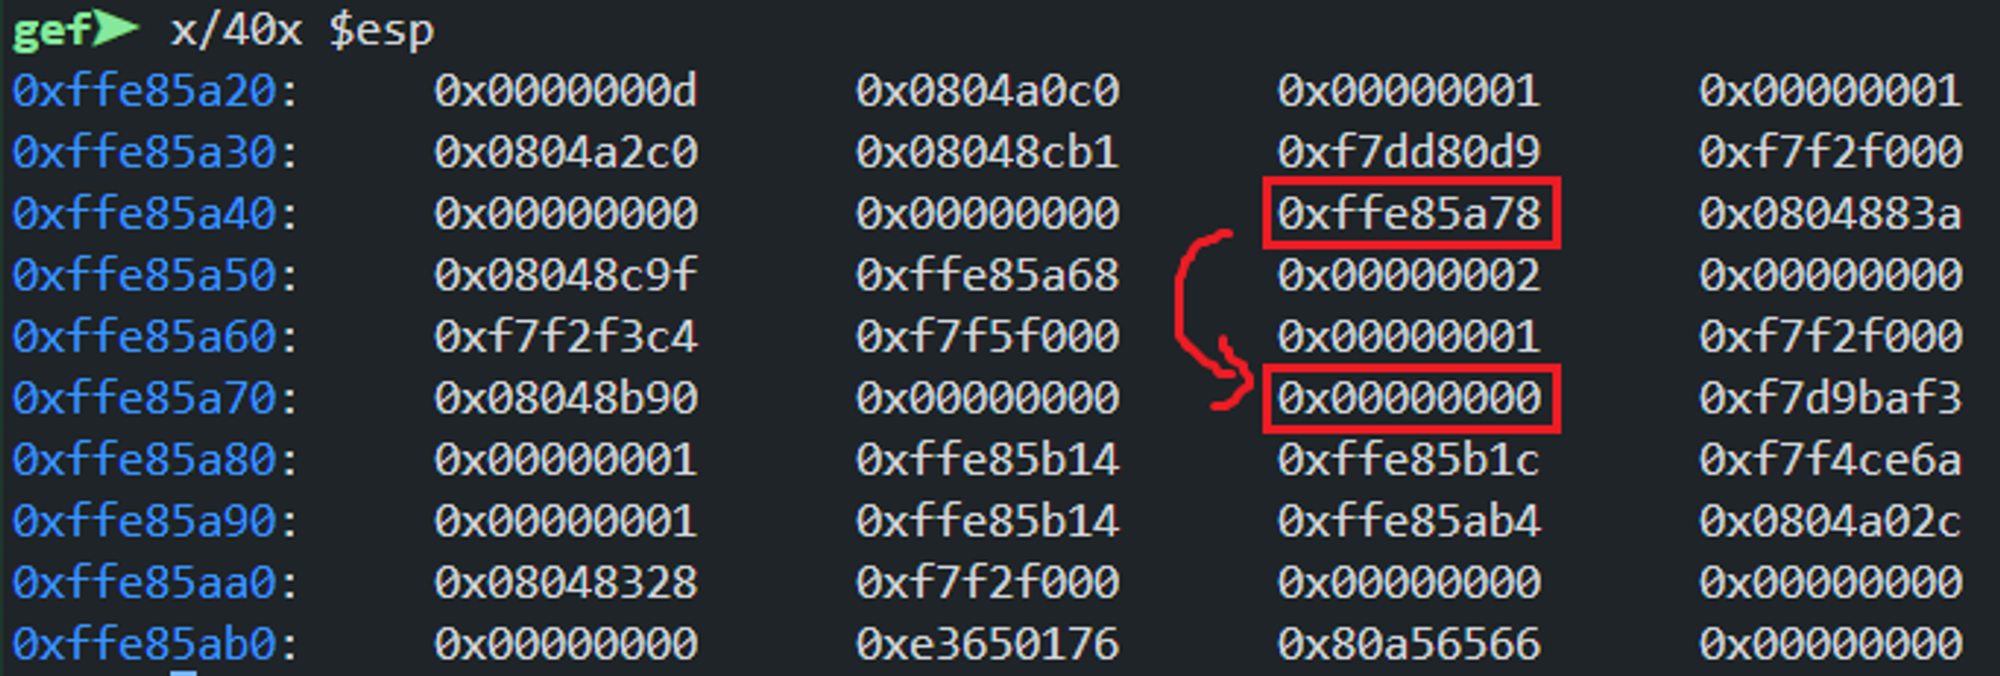 gef➤ x/40x $esp
0xffe85a20: 0x0000000d 0x0804a0c0 0x00000001 0x00000001
0xffe85a30: 0x0804a2c0 0x08048cb1 0xf7dd80d9 0xf7f2f000
0xffe85a40: 0x00000000 0x00000000 0xffe85a78 0x0804883a
0xffe85a50: 0x08048c9f 0xffe85a68 0x00000002 0x00000000
0xffe85a60: 0xf7f2f3c4 0xf7f5f000 0x00000001 0xf7f2f000
0xffe85a70: 0x08048b90 0x00000000 0x00000000 0xf7d9baf3
0xffe85a80: 0x00000001 0xffe85b14 0xffe85b1c 0xf7f4ce6a
0xffe85a90: 0x00000001 0xffe85b14 0xffe85ab4 0x0804a02c
0xffe85aa0: 0x08048328 0xf7f2f000 0x00000000 0x00000000
0xffe85ab0: 0x00000000 0xe3650176 0x80a56566 0x00000000